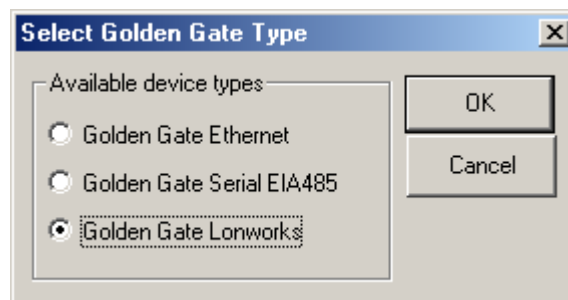 Select Golden Gate Type
Available device types
Golden Gate Ethernet
Golden Gate Serial EIA485
Golden Gate Lonworks
OK
Cancel